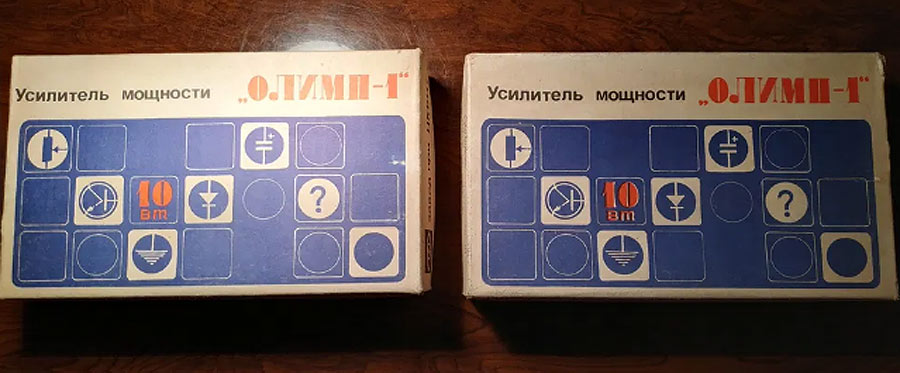 Усилитель мощности „ОЛИМП-1“
?
10
Вт
Усилитель мощности „ОЛИМП-1“
?
10
Вт